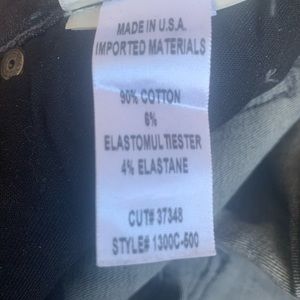 MADE IN U.S.A.
IMPORTED MATERIALS
90% COTTON
6%
ELASTOMULTIESTER
4% ELASTANE
CUT# 37348
STYLE# 1300C-500